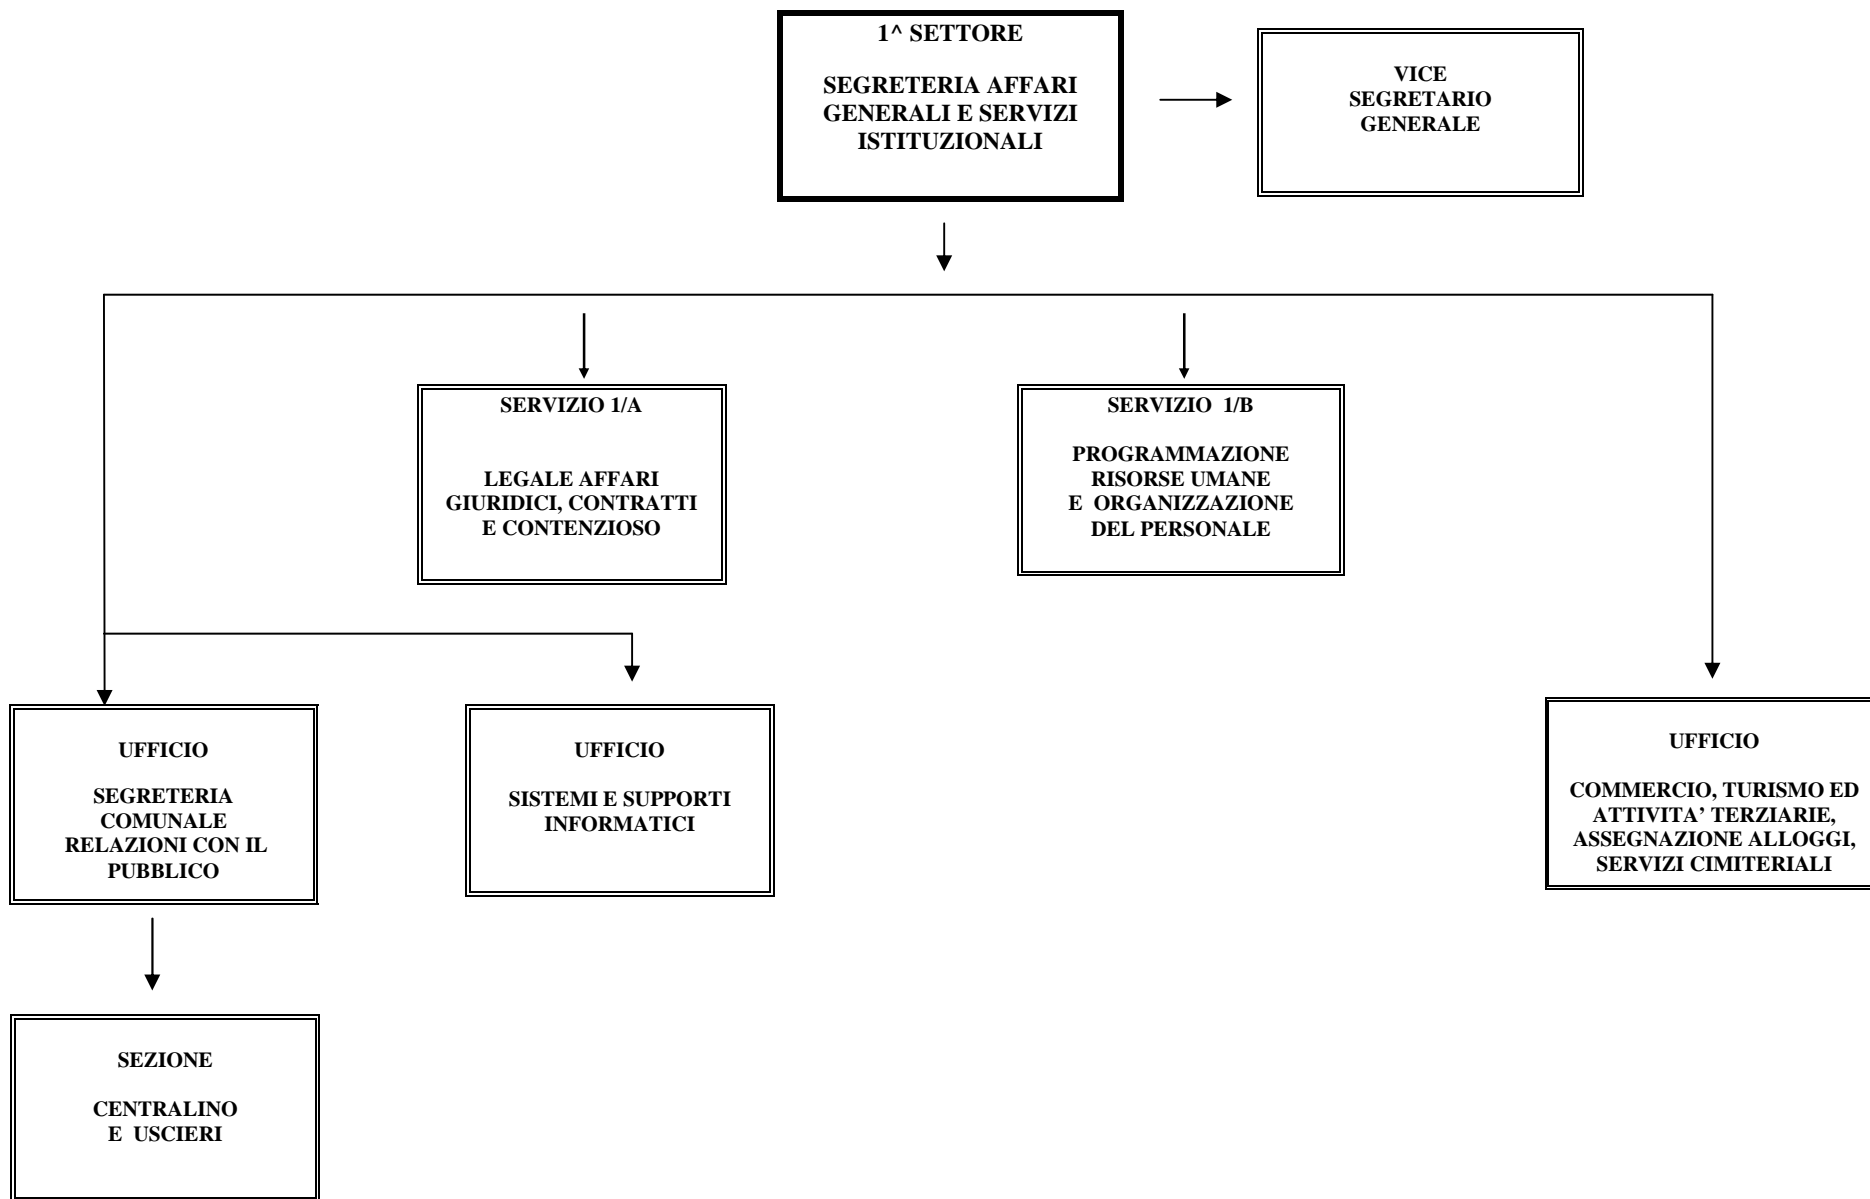 1^ SETTORE
SEGRETERIA AFFARI
GENERALI E SERVIZI
ISTITUZIONALI
VICE
SEGRETARIO
GENERALE
SERVIZIO 1/A
LEGALE AFFARI
GIURIDICI, CONTRATTI
E CONTENZIOSO
SERVIZIO 1/B
PROGRAMMAZIONE
RISORSE UMANE
E ORGANIZZAZIONE
DEL PERSONALE
UFFICIO
SEGRETERIA
COMUNALE
RELAZIONI CON IL
PUBBLICO
UFFICIO
SISTEMI E SUPPORTI
INFORMATICI
UFFICIO
COMMERCIO, TURISMO ED
ATTIVITA’ TERZIARIE,
ASSEGNAZIONE ALLOGGI,
SERVIZI CIMITERIALI
SEZIONE
CENTRALINO
E USCIERI